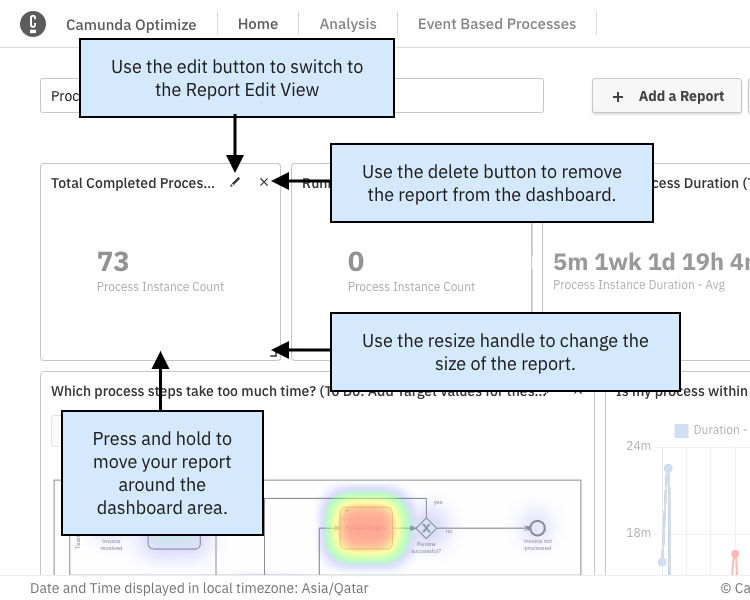 Camunda Optimize
Home
Analysis
Event Based Processes
Use the edit button to switch to
the Report Edit View
Proc
+ Add a Report
Use the delete button to remove
the report from the dashboard.
Total Completed Proces...
cess Duration (T
73
Process Instance Count
0
Process Instance Count
5m 1wk 1d 19h 4m
Process Instance Duration - Avg
Use the resize handle to change the
size of the report.
Which process steps take too much time? (To Do: Add Target values for thes...
Is my process within
Press and hold to
move your report
around the
dashboard area.
Duration -
24m
18m
yes
no
Invoice
received
Review
successful?
Invoice not
processed
Date and Time displayed in local timezone: Asia/Qatar
© Ca